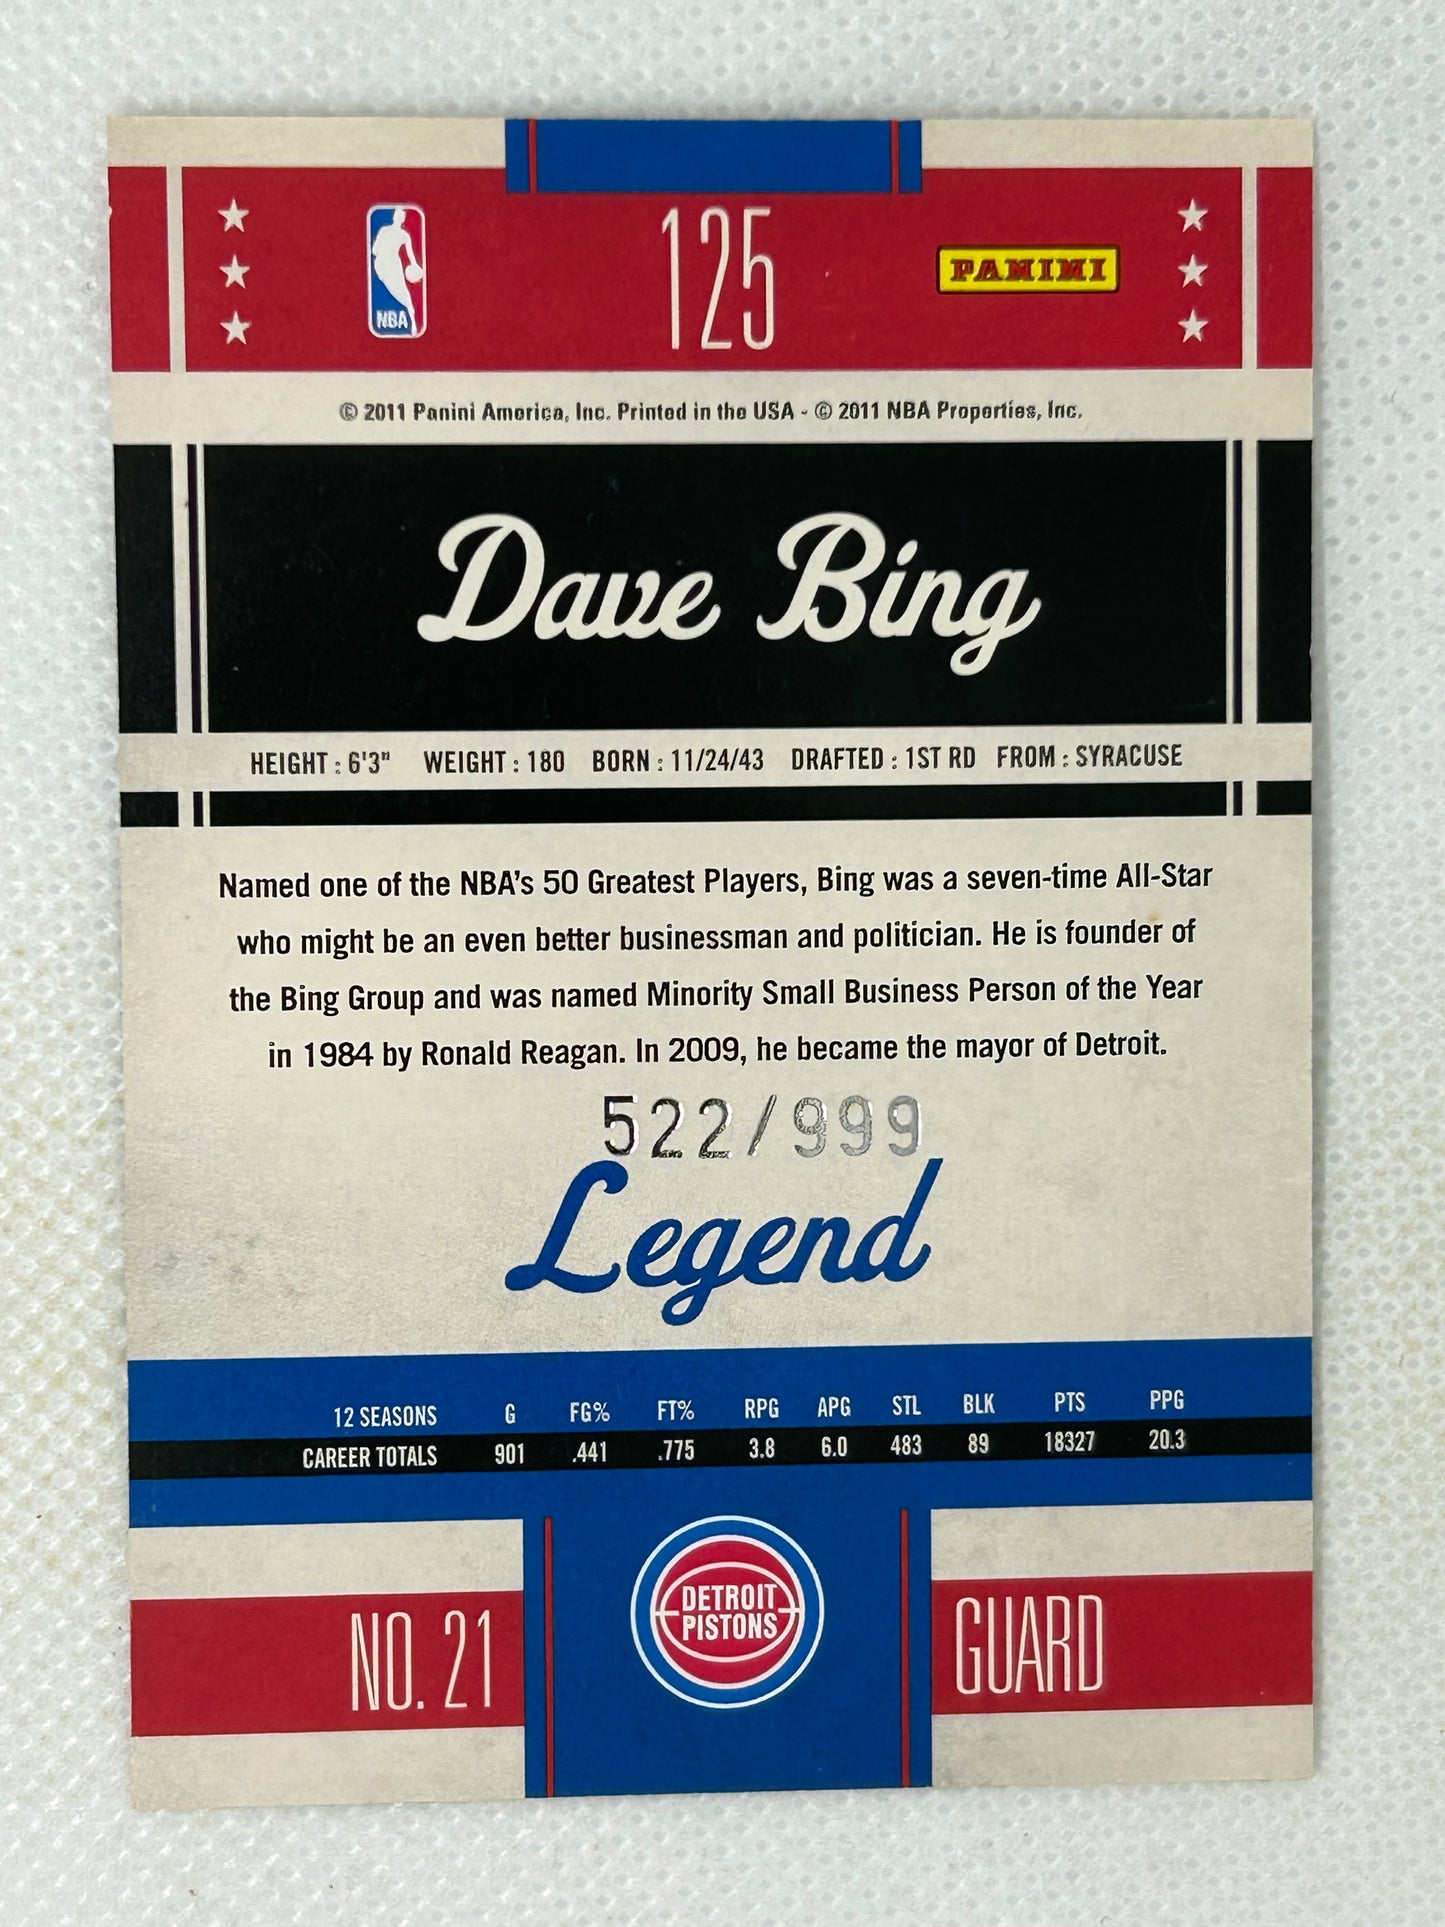 125
NBA
PANINI
© 2011 Panini America, Inc. Printed in the USA - © 2011 NBA Properties, Inc.
Dave Bing
HEIGHT : 6'3" WEIGHT : 180 BORN : 11/24/43 DRAFTED : 1ST RD FROM : SYRACUSE
Named one of the NBA's 50 Greatest Players, Bing was a seven-time All-Star
who might be an even better businessman and politician. He is founder of
the Bing Group and was named Minority Small Business Person of the Year
in 1984 by Ronald Reagan. In 2009, he became the mayor of Detroit.
522/999
Legend
12 SEASONS G FG% FT% RPG APG STL BLK PTS PPG
CAREER TOTALS 901 .441 .775 3.8 6.0 483 89 18327 20.3
NO. 21
DETROIT
PISTONS
GUARD